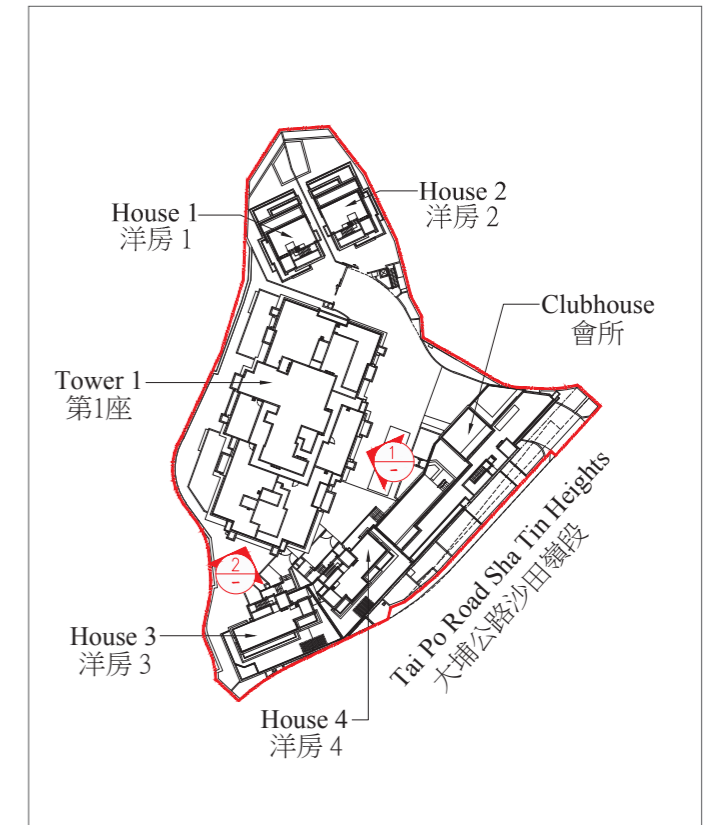 House 1
洋房 1
House 2
洋房 2
Clubhouse
會所
Tower 1
第1座
1
-
2
-
House 3
洋房 3
House 4
洋房 4
Tai Po Road Sha Tin Heights
大埔公路沙田嶺段